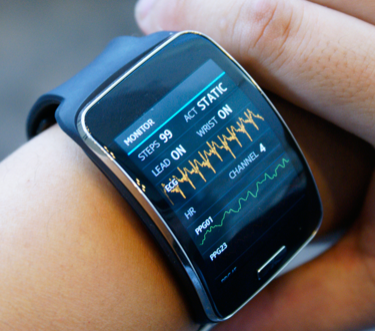 MONITOR
STEPS 99 ACT STATIC
LEAD ON WRIST ON
ECG
HR CHANNEL 4
PPG01
PPG23